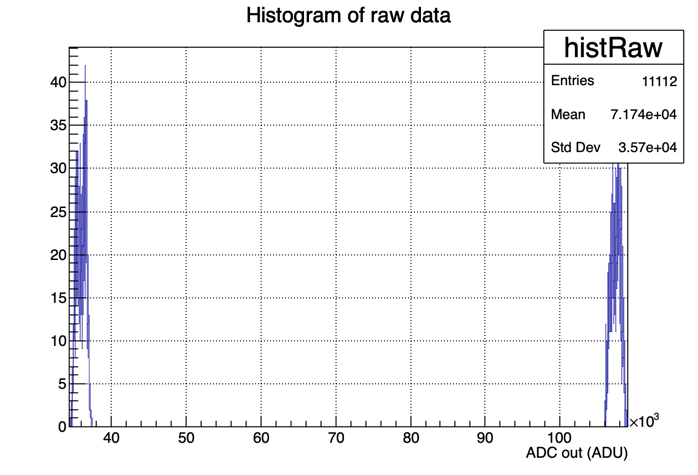 Histogram of raw data
histRaw
Entries 11112
Mean 7.174e+04
Std Dev 3.57e+04
40
35
30
25
20
15
10
5
0
40 50 60 70 80 90 100
×10³
ADC out (ADU)